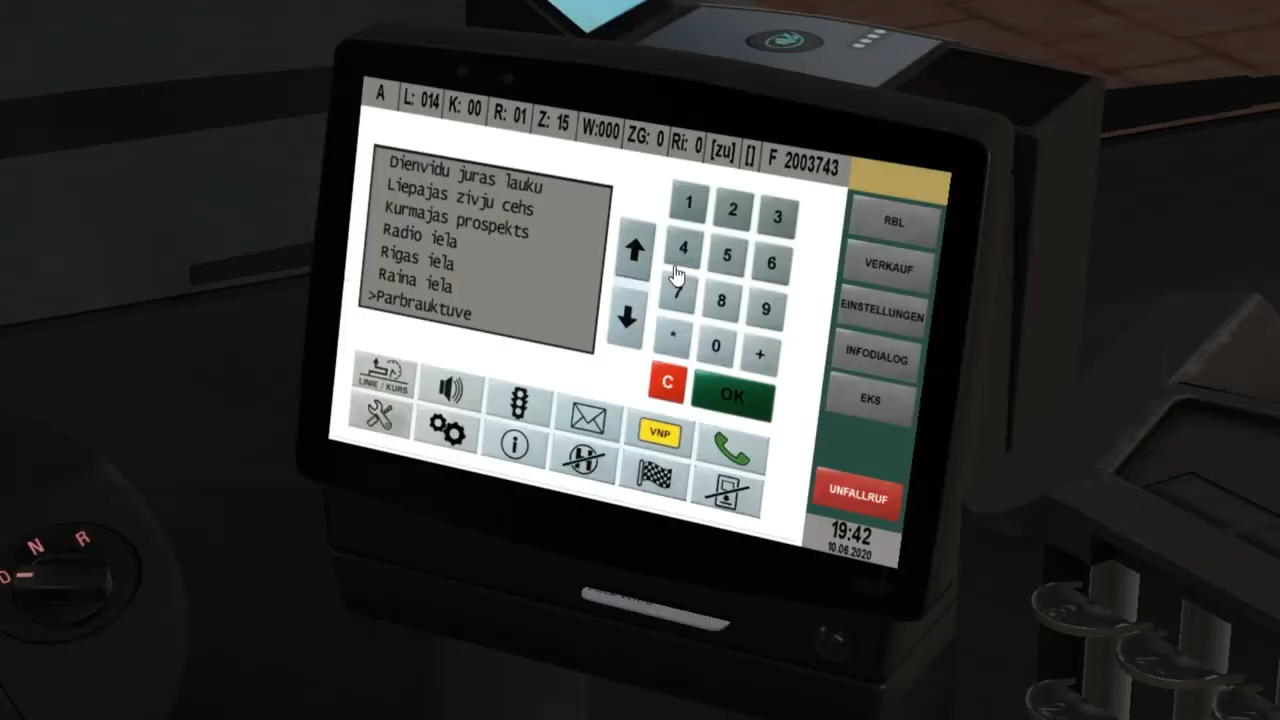 A L: 014 K: 00 R: 01 Z: 15 W:000 ZG: 0 Ri: 0 [zu] [] F 2003743
Dienvidu juras lauku
Liepajas zivju cehs
Kurmajas prospekts
Radio iela
Rigas iela
Raina iela
>Parbrauktuve
1 2 3
4 5 6
7 8 9
* 0 +
C OK
RBL
VERKAUF
EINSTELLUNGEN
INFODIALOG
EKS
UNFALLRUF
19:42
10.06.2020
LINIE / KURS
VNP
i
H
D N R